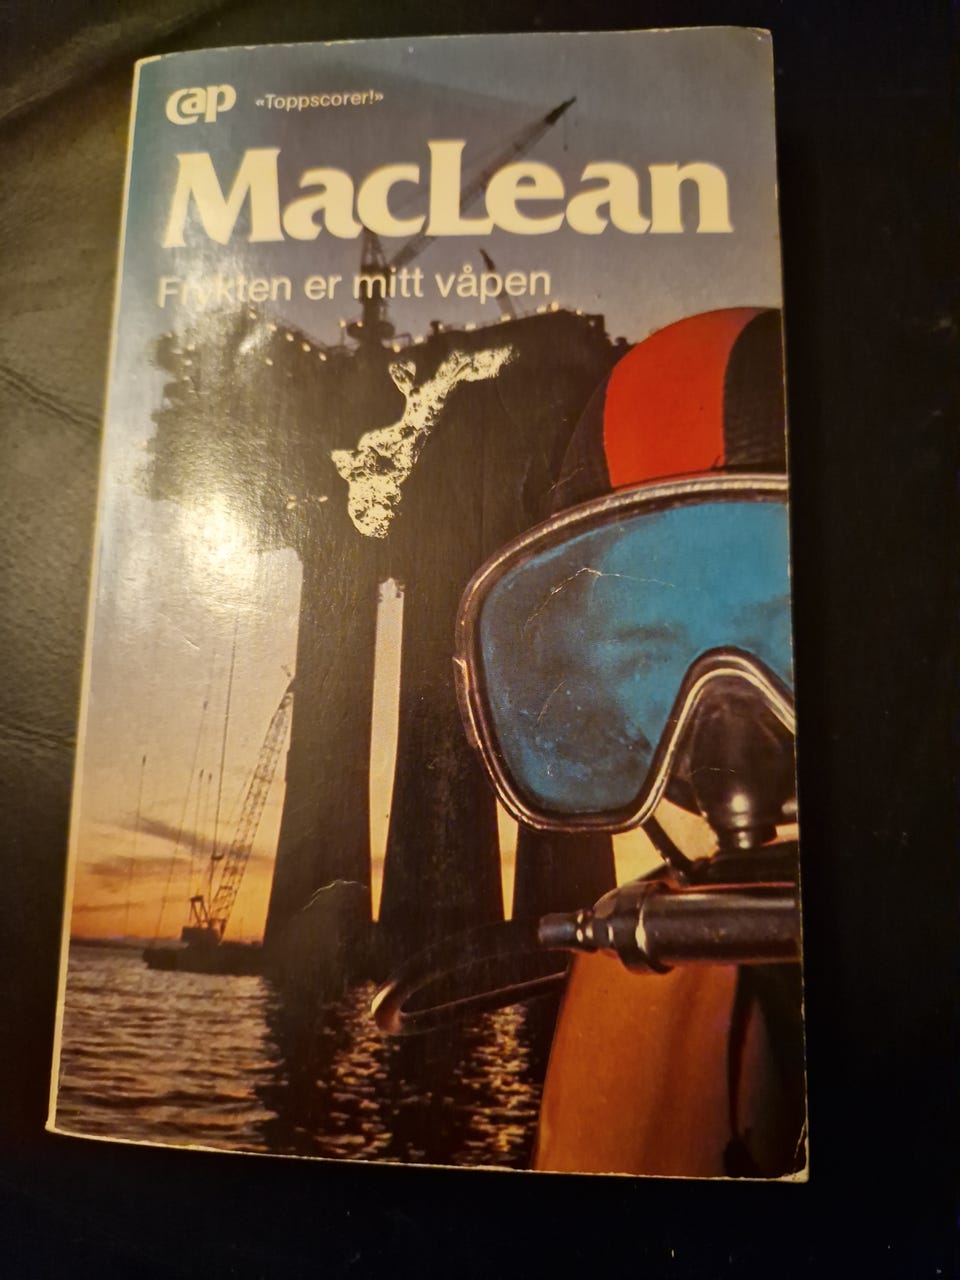 cap «Toppscorer!»
MacLean
Frykten er mitt våpen